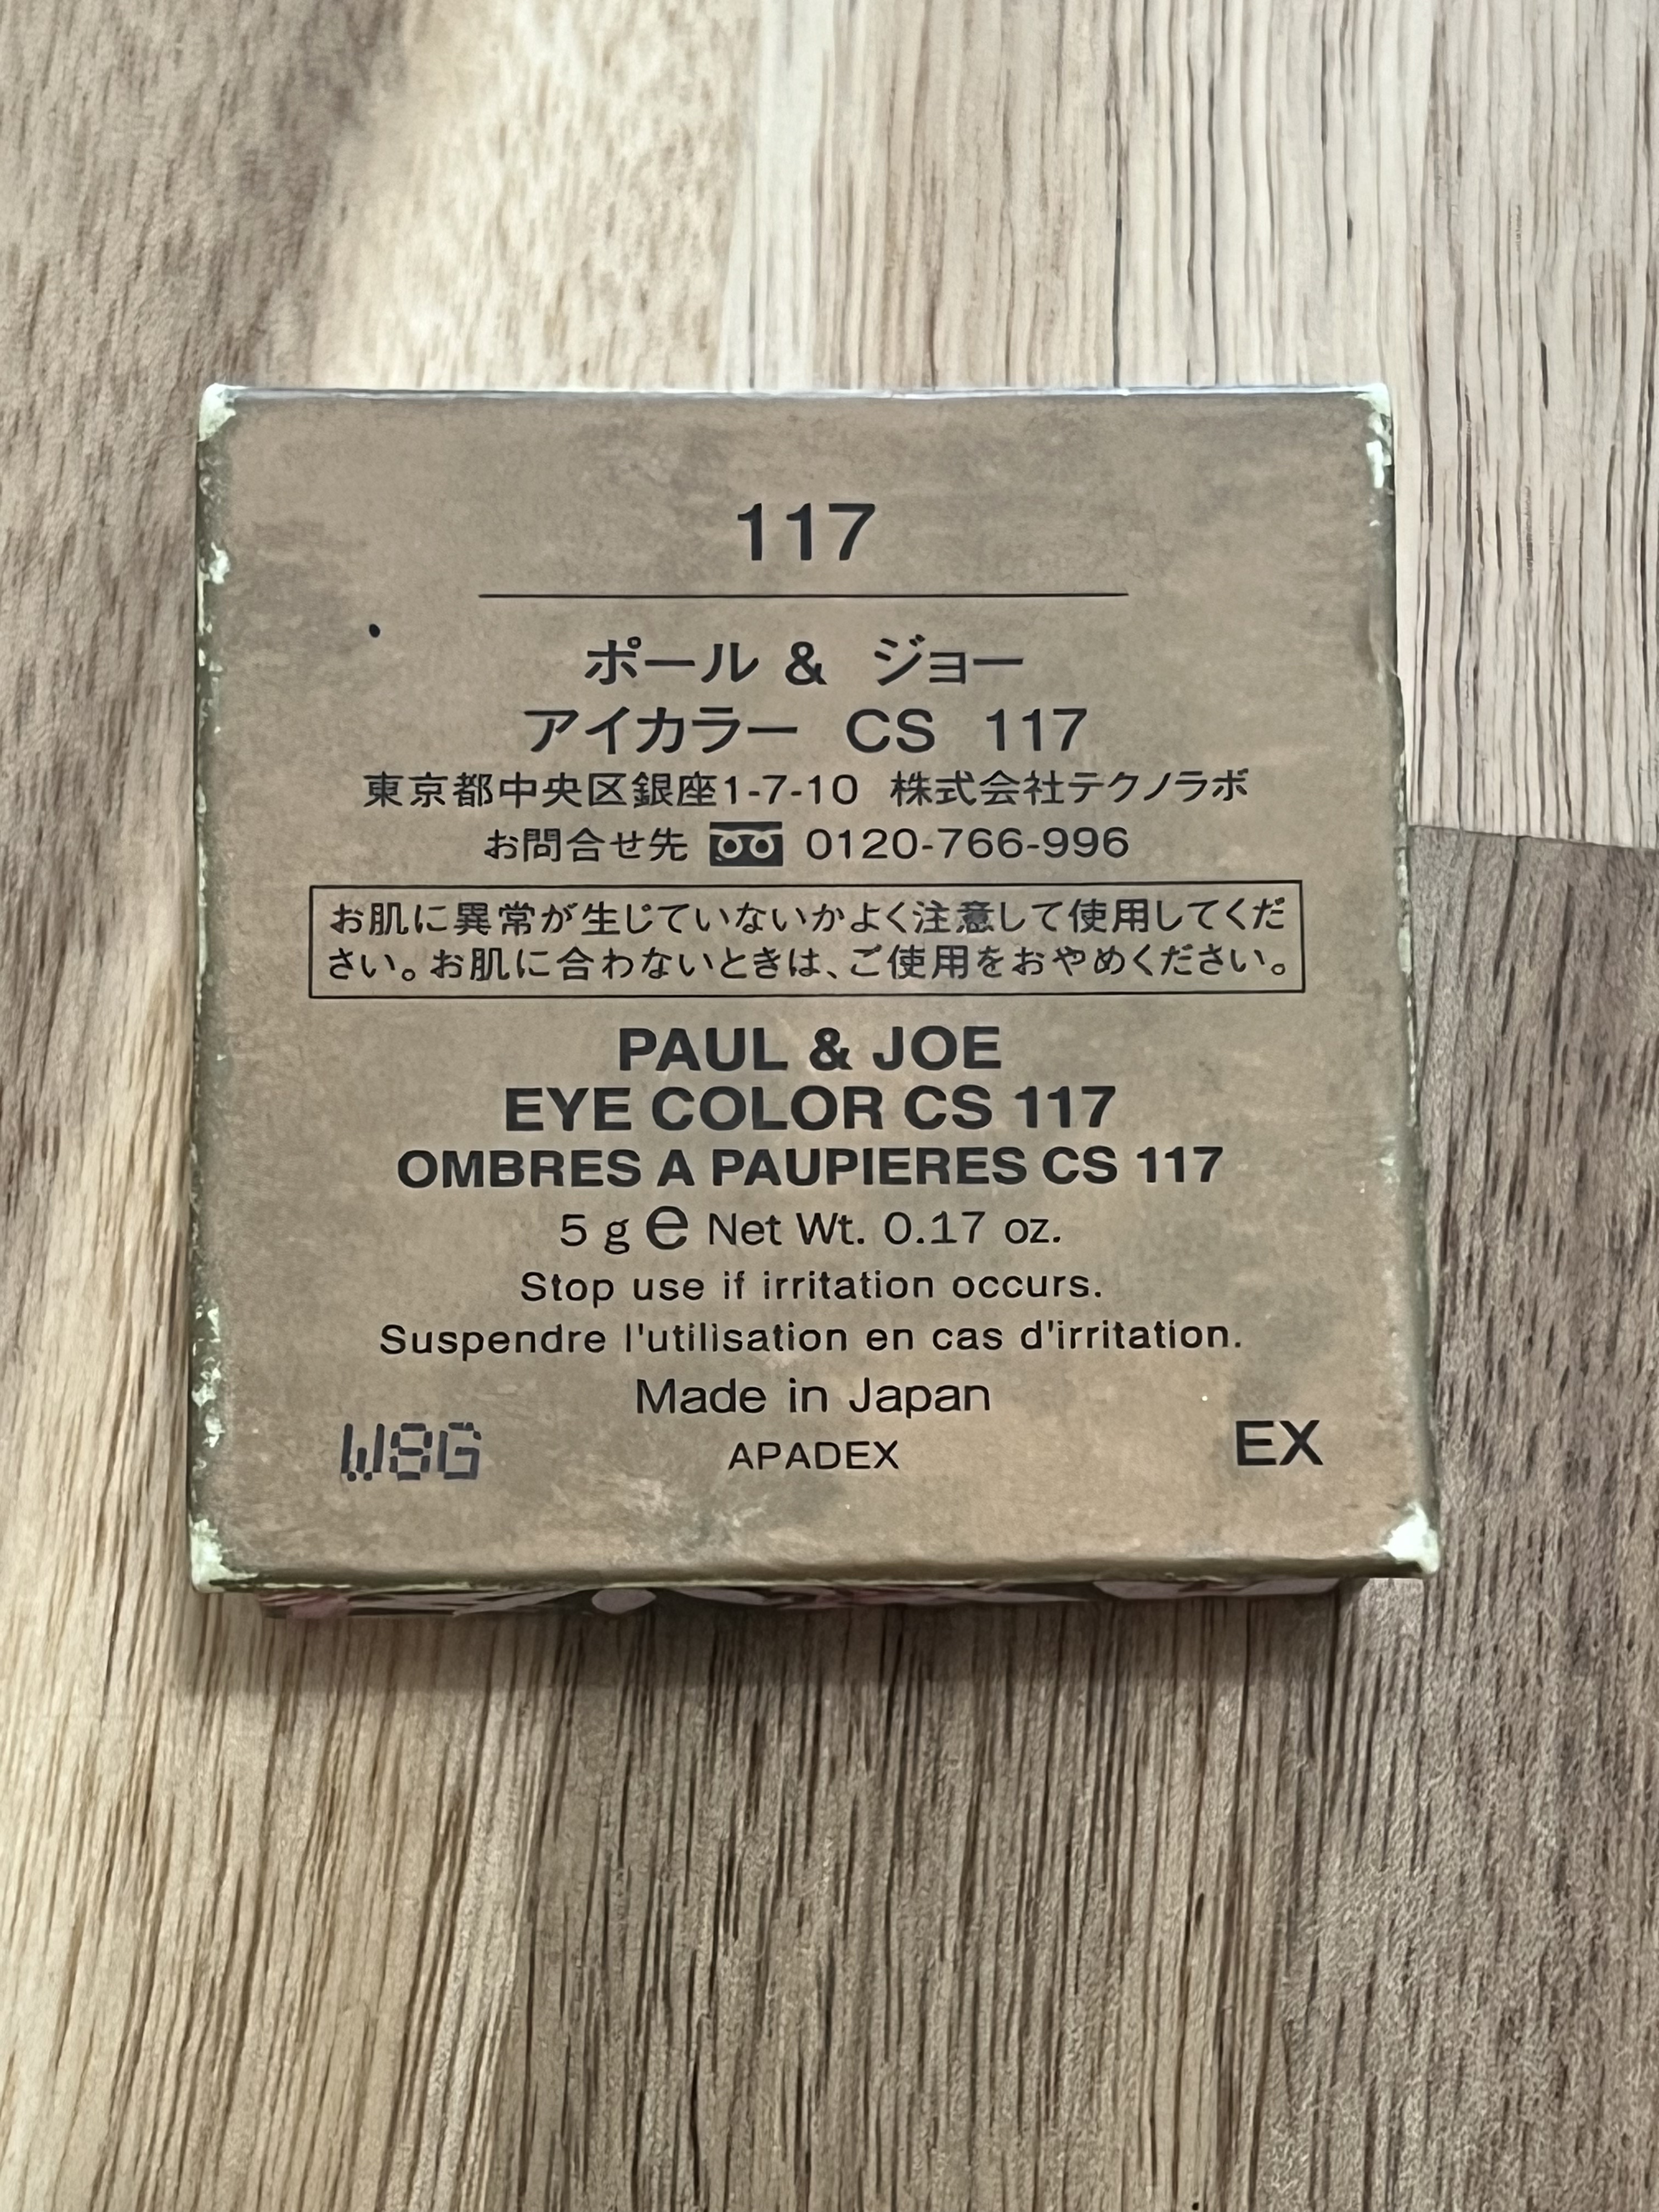 117
ポール & ジョー
アイカラー CS 117
東京都中央区銀座1-7-10 株式会社テクノラボ
お問合せ先 0120-766-996
お肌に異常が生じていないかよく注意して使用してくだ
さい。お肌に合わないときは、ご使用をおやめください。
PAUL & JOE
EYE COLOR CS 117
OMBRES A PAUPIERES CS 117
5 g e Net Wt. 0.17 oz.
Stop use if irritation occurs.
Suspendre l'utilisation en cas d'irritation.
Made in Japan
W8G APADEX EX